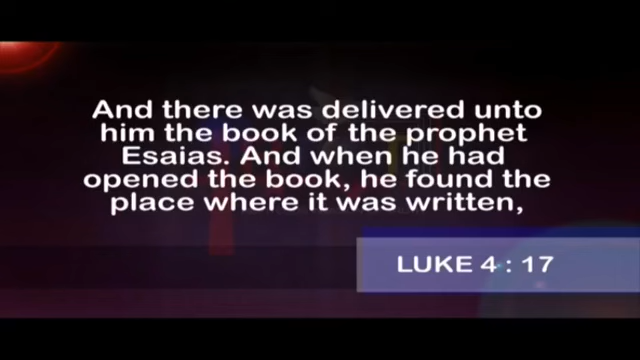 And there was delivered unto
him the book of the prophet
Esaias. And when he had
opened the book, he found the
place where it was written,
LUKE 4 : 17